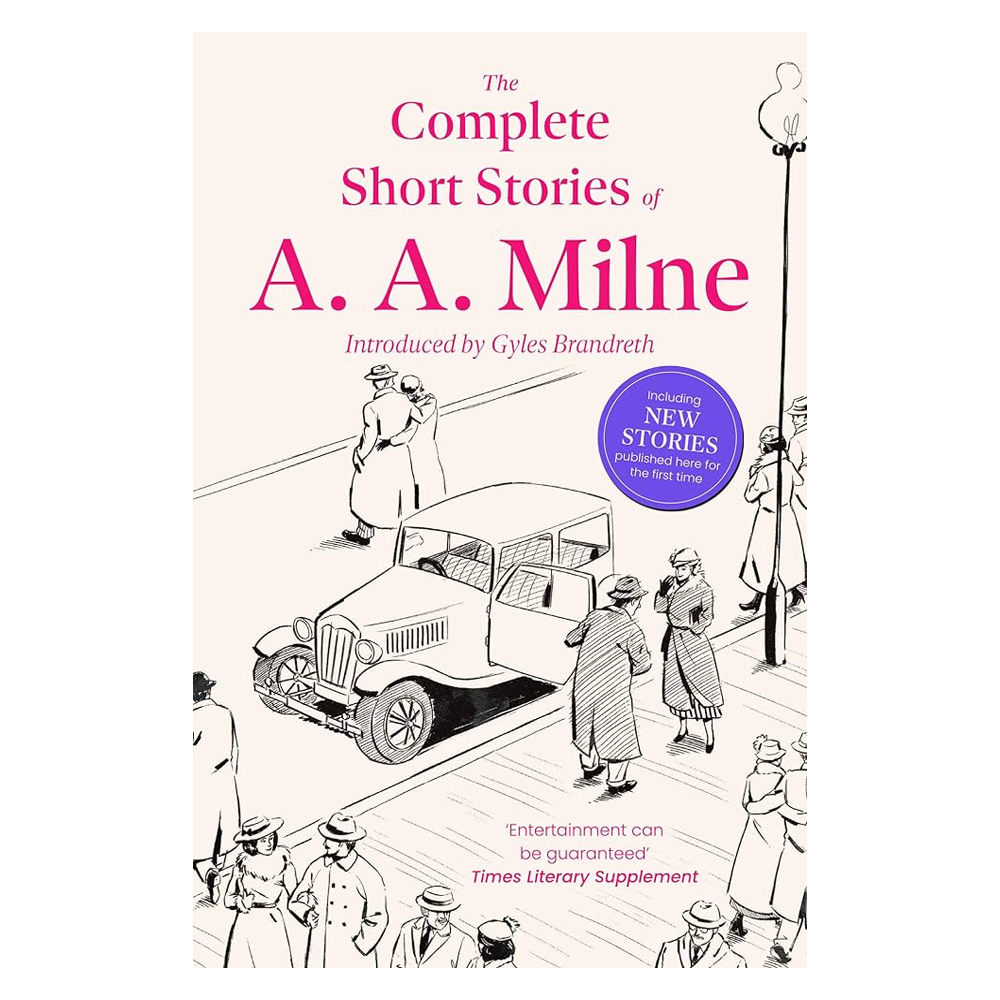 The
Complete
Short Stories of
A. A. Milne
Introduced by Gyles Brandreth
Including
NEW
STORIES
published here for
the first time
‘Entertainment can
be guaranteed’
Times Literary Supplement